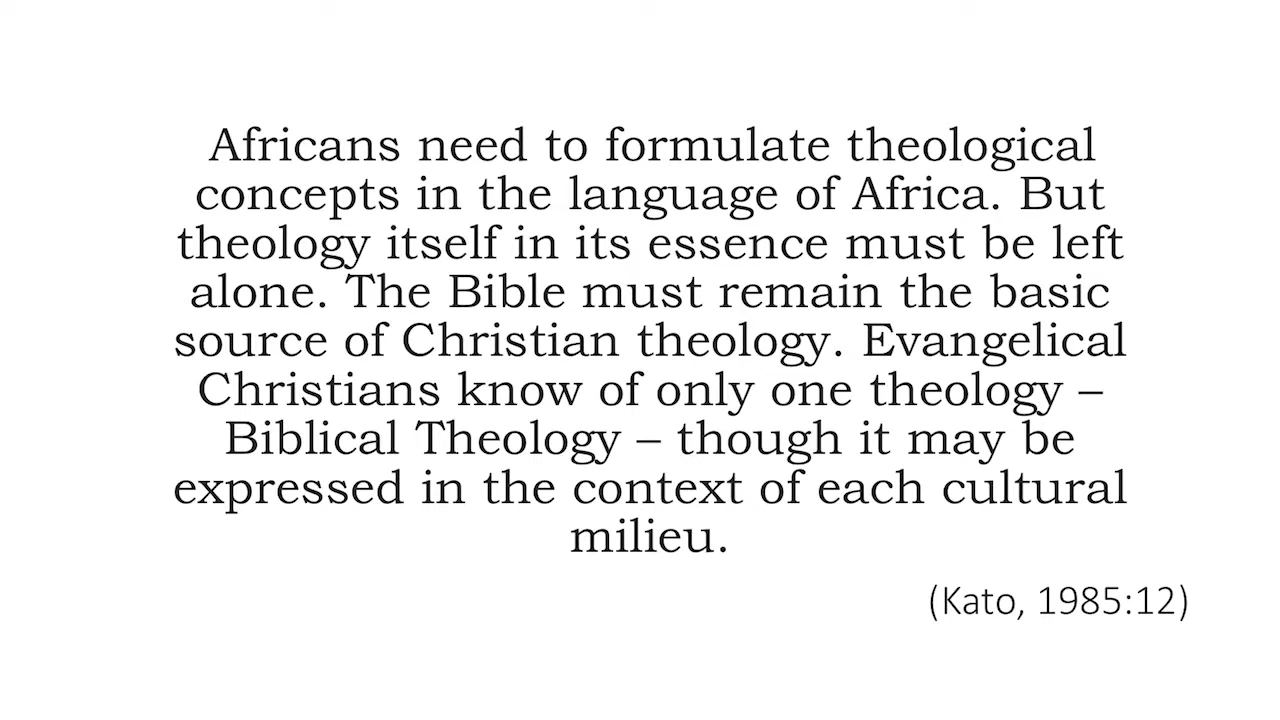 Africans need to formulate theological
concepts in the language of Africa. But
theology itself in its essence must be left
alone. The Bible must remain the basic
source of Christian theology. Evangelical
Christians know of only one theology –
Biblical Theology – though it may be
expressed in the context of each cultural
milieu.
(Kato, 1985:12)